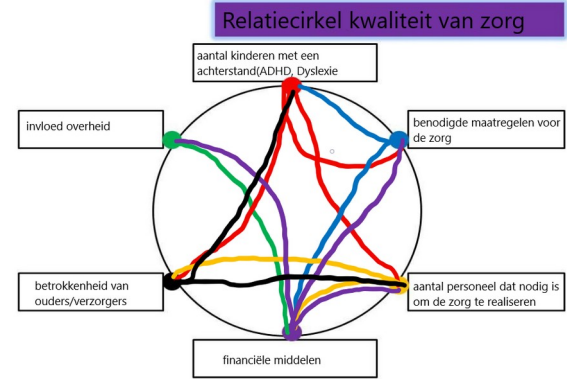 Relatiecirkel kwaliteit van zorg
aantal kinderen met een
achterstand(ADHD, Dyslexie
invloed overheid
benodigde maatregelen voor
de zorg
betrokkenheid van
ouders/verzorgers
aantal personeel dat nodig is
om de zorg te realiseren
financiële middelen